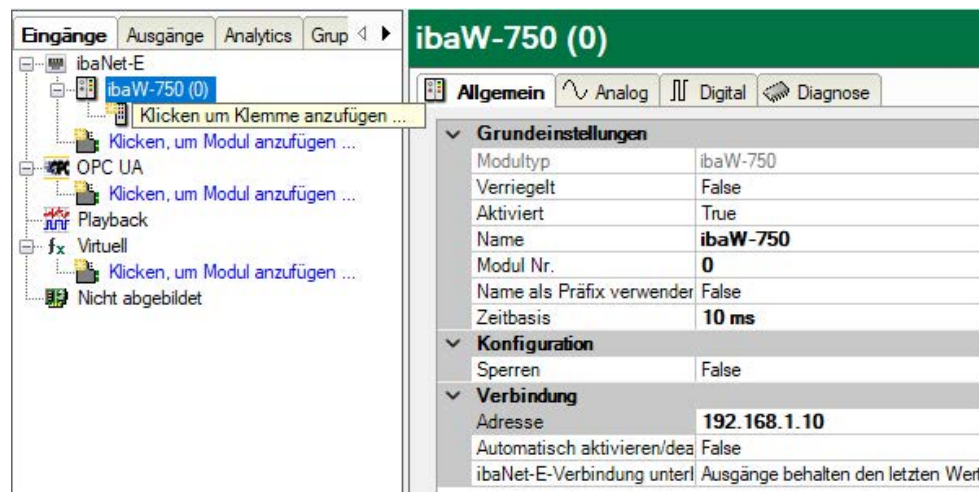 Eingänge Ausgänge Analytics Grup
ibaNet-E
ibaW-750 (0)
Klicken um Klemme anzufügen ...
Klicken, um Modul anzufügen ...
OPC UA
Klicken, um Modul anzufügen ...
Playback
fx Virtuell
Klicken, um Modul anzufügen ...
Nicht abgebildet
ibaW-750 (0)
Allgemein Analog Digital Diagnose
Grundeinstellungen
Modultyp ibaW-750
Verriegelt False
Aktiviert True
Name ibaW-750
Modul Nr. 0
Name als Präfix verwender False
Zeitbasis 10 ms
Konfiguration
Sperren False
Verbindung
Adresse 192.168.1.10
Automatisch aktivieren/dea False
ibaNet-E-Verbindung unterl Ausgänge behalten den letzten Wert